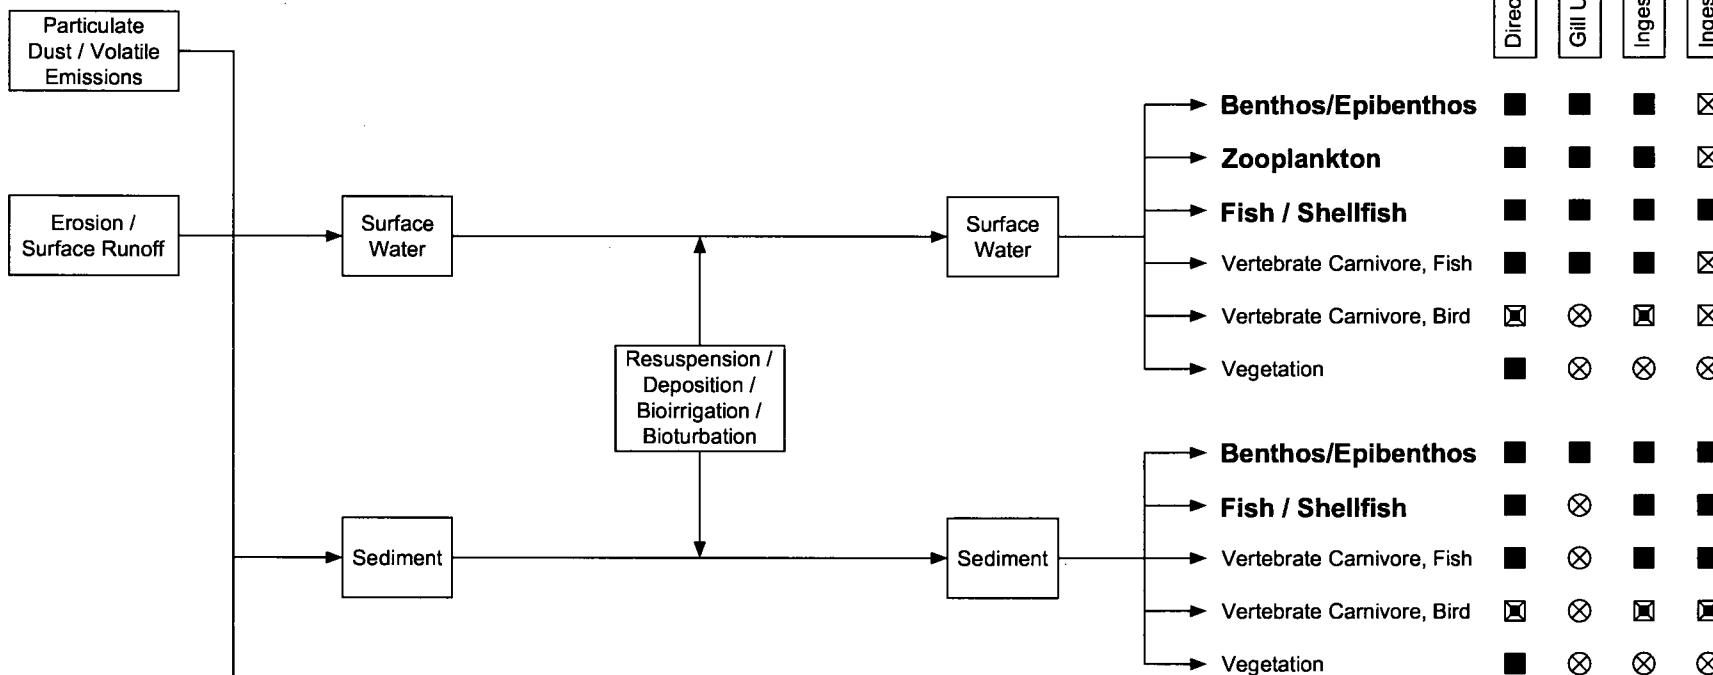 Particulate
Dust / Volatile
Emissions
Erosion /
Surface Runoff
Surface
Water
Resuspension /
Deposition /
Bioirrigation /
Bioturbation
Sediment
Surface
Water
Sediment
Benthos/Epibenthos
Zooplankton
Fish / Shellfish
Vertebrate Carnivore, Fish
Vertebrate Carnivore, Bird
Vegetation
Benthos/Epibenthos
Fish / Shellfish
Vertebrate Carnivore, Fish
Vertebrate Carnivore, Bird
Vegetation
Gill